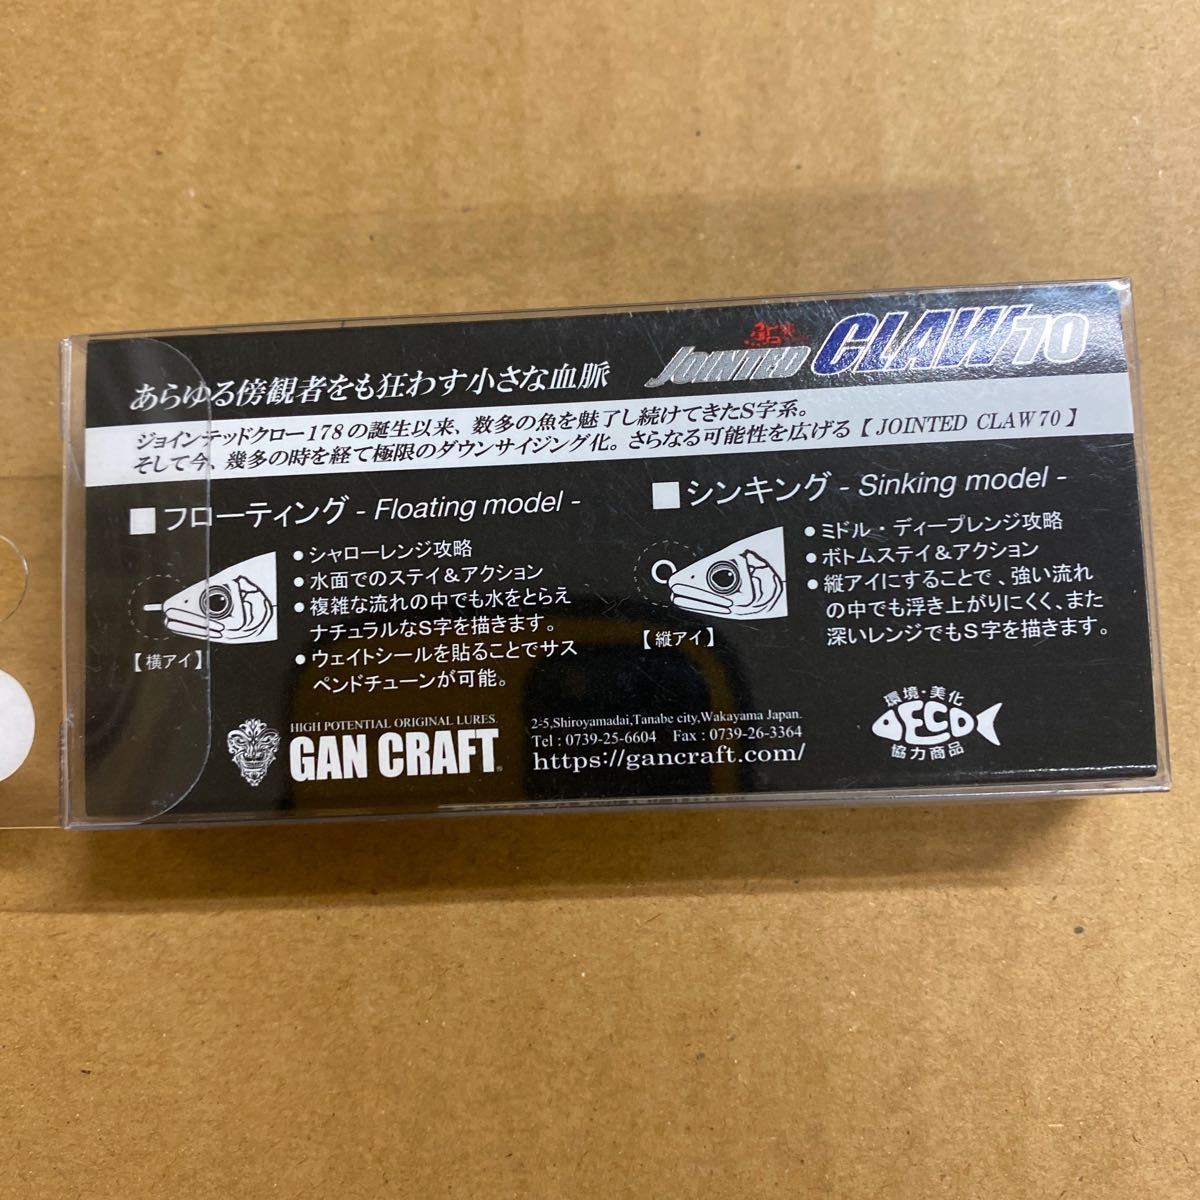 JOINTED CLAW 70
あらゆる傍観者をも狂わす小さな血脈
ジョインテッドクロー178の誕生以来、数多の魚を魅了し続けてきたS字系。
そして今、幾多の時を経て極限のダウンサイジング化。さらなる可能性を広げる【 JOINTED CLAW 70 】
■フローティング - Floating model -
●シャローレンジ攻略
●水面でのステイ&アクション
●複雑な流れの中でも水をとらえ
ナチュラルなS字を描きます。
●ウェイトシールを貼ることでサス
ペンドチューンが可能。
【 横アイ】
■シンキング - Sinking model -
●ミドル・ディープレンジ攻略
●ボトムステイ&アクション
●縦アイにすることで、強い流れ
の中でも浮き上がりにくく、また
深いレンジでもS字を描きます。
【 縦アイ】
HIGH POTENTIAL ORIGINAL LURES
GAN CRAFT®
2-5,Shiroyamadai,Tanabe city,Wakayama Japan.
Tel : 0739-25-6604 Fax : 0739-26-3364
https://gancraft.com/
環境・美化
ECO
協力商品